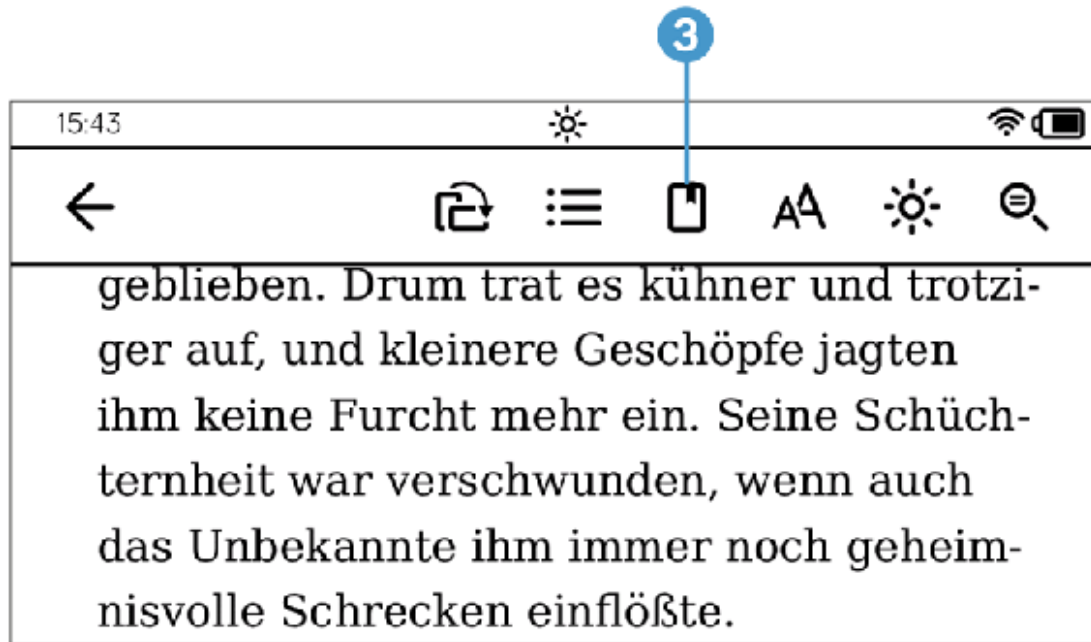 3
15:43
AA
geblieben. Drum trat es kühner und trotzi-
ger auf, und kleinere Geschöpfe jagten
ihm keine Furcht mehr ein. Seine Schüch-
ternheit war verschwunden, wenn auch
das Unbekannte ihm immer noch geheim-
nisvolle Schrecken einflößte.